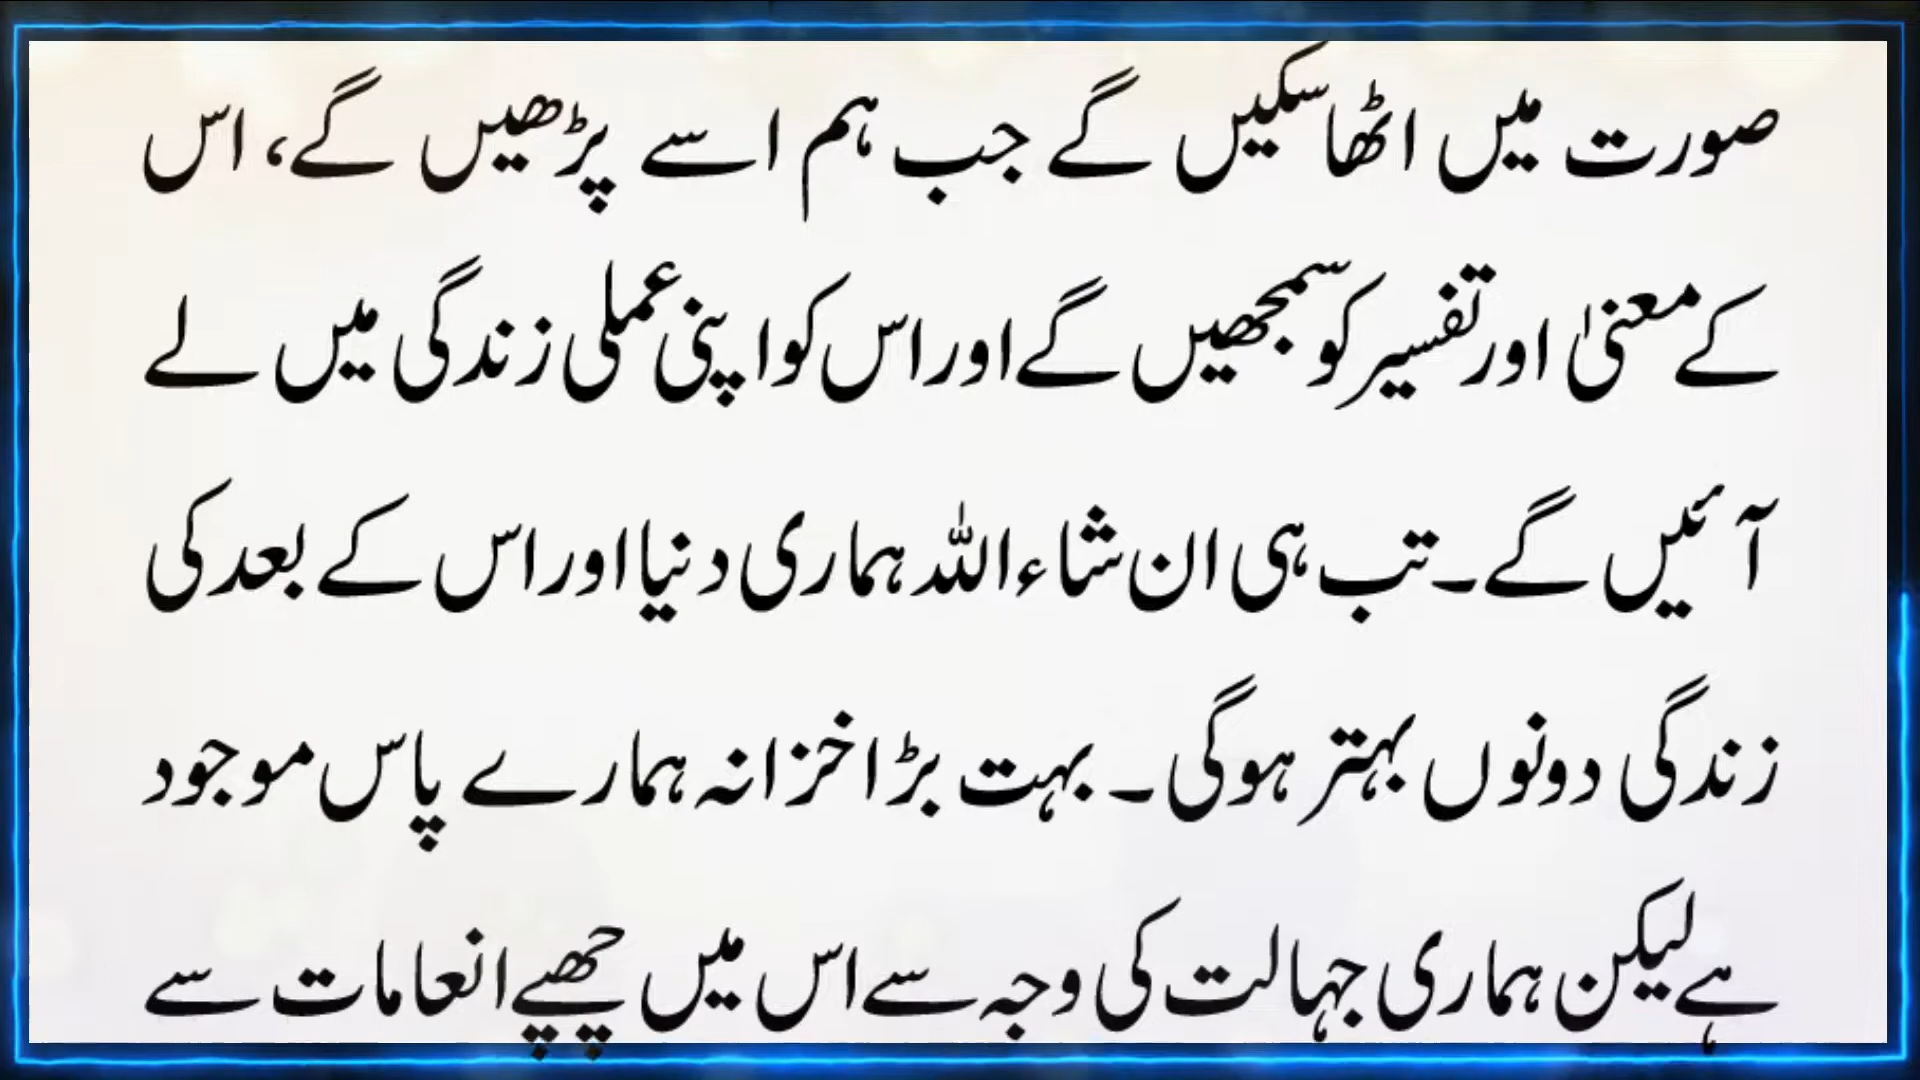 صورت میں اٹھا سکیں گے جب ہم اسے پڑھیں گے، اس
کے معنیٰ اور تفسیر کو سمجھیں گے اور اس کو اپنی عملی زندگی میں لے
آئیں گے۔ تب ہی ان شاء اللہ ہماری دنیا اور اس کے بعد کی
زندگی دونوں بہتر ہوگی۔ بہت بڑا خزانہ ہمارے پاس موجود
ہے لیکن ہماری جہالت کی وجہ سے اس میں چھپے انعامات سے